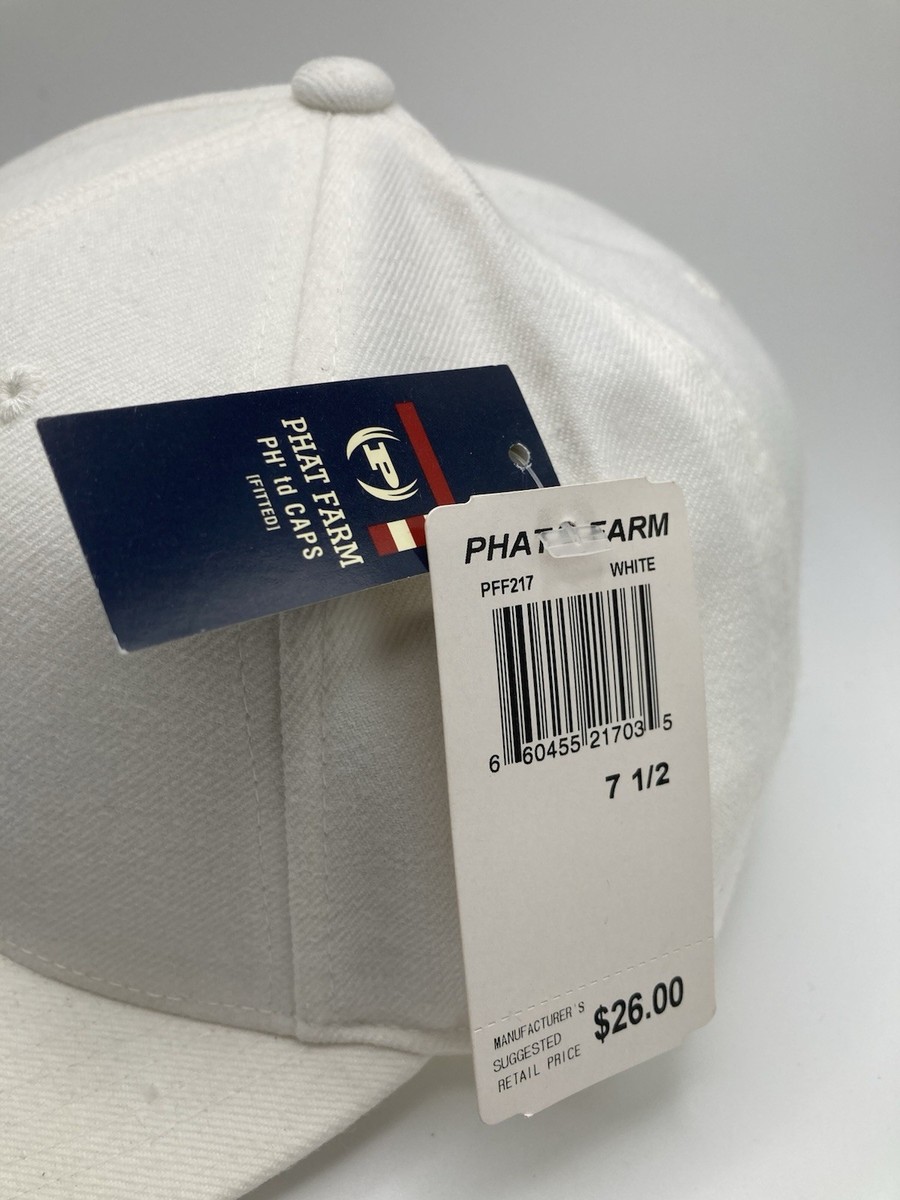 P
PHAT FARM
PH' td CAPS
[FITTED]
PHAT FARM
PFF217 WHITE
6 60455 21703 5
7 1/2
MANUFACTURER'S
SUGGESTED
RETAIL PRICE
$26.00